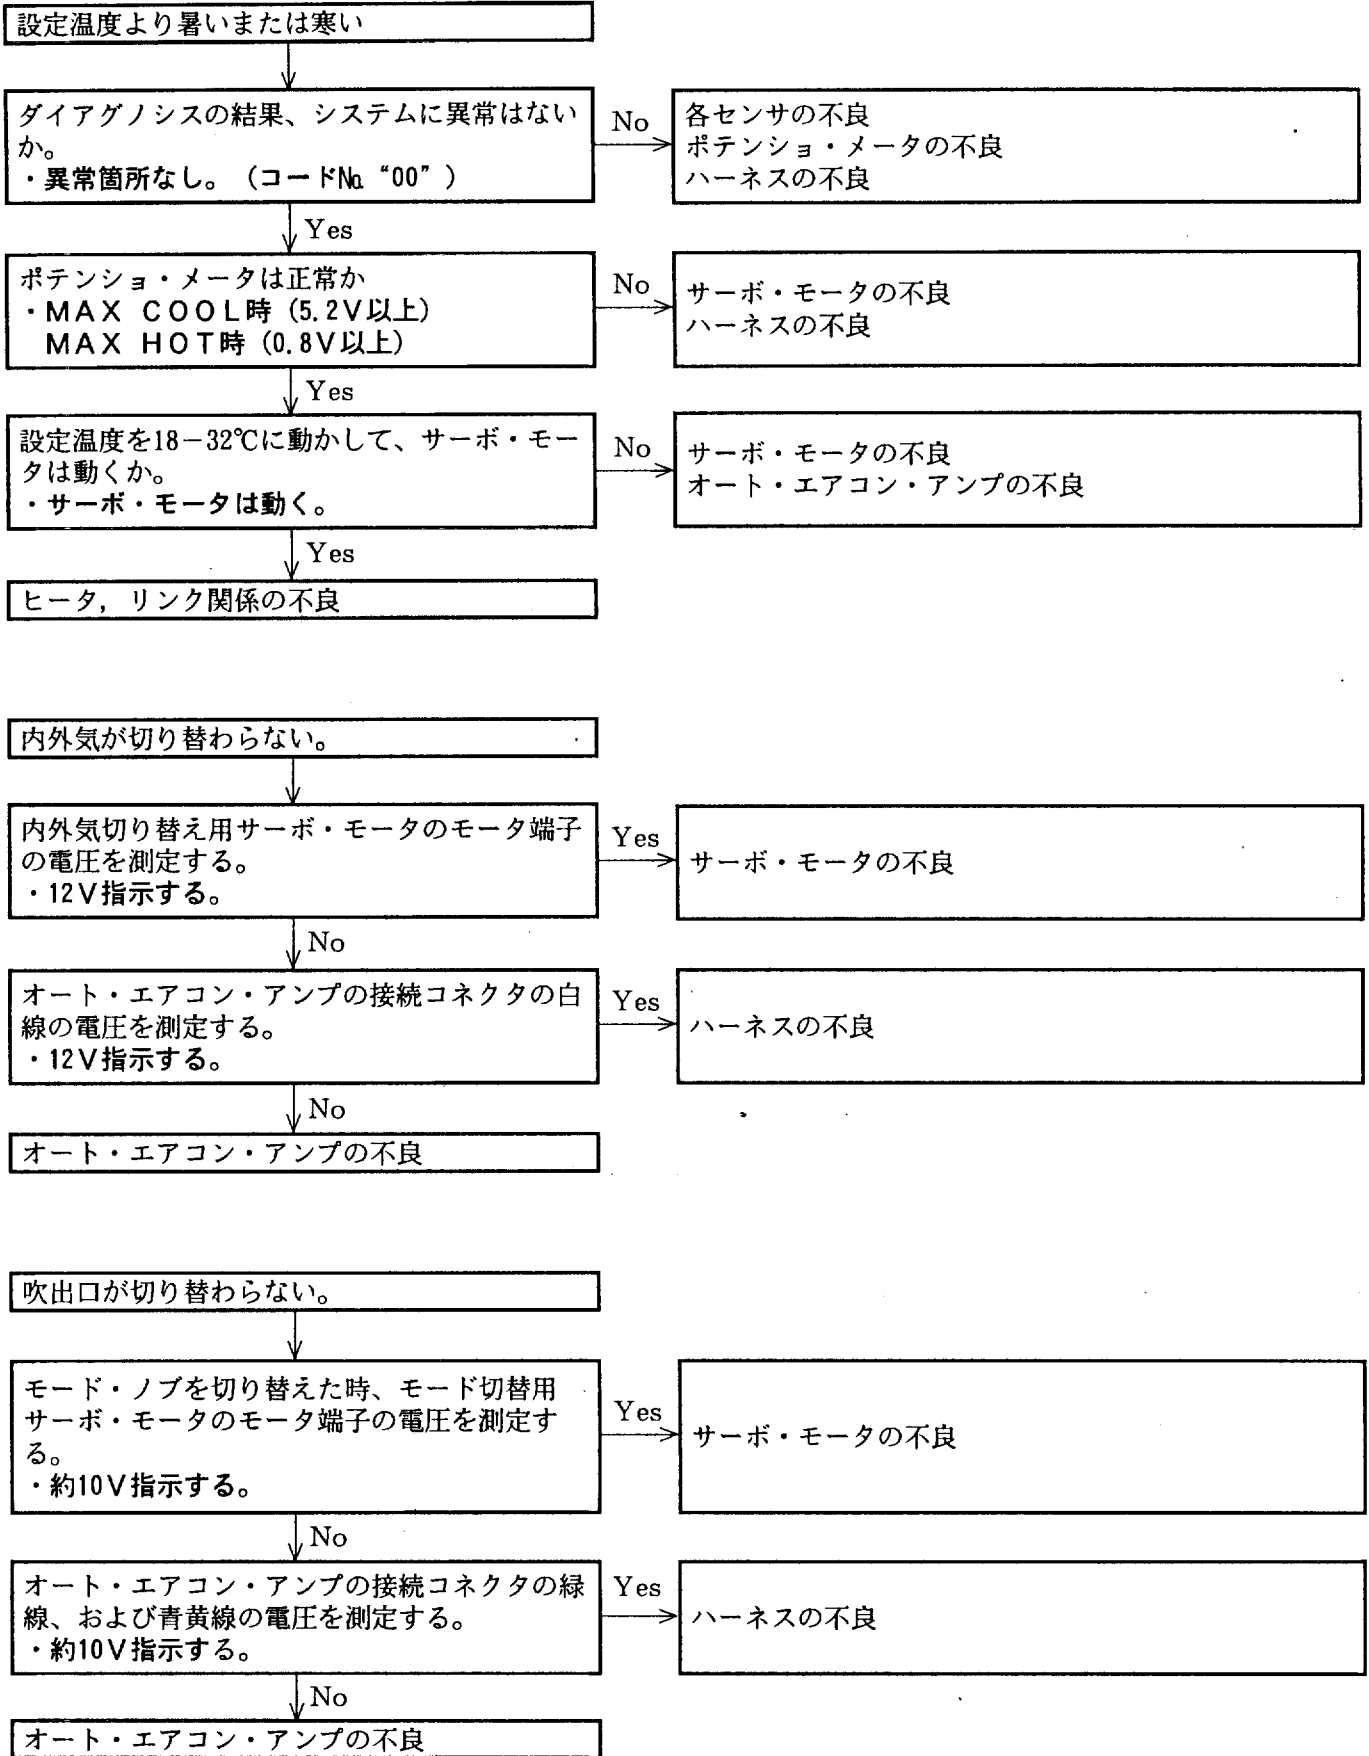 設定温度より暑いまたは寒い
ダイアグノシスの結果、システムに異常はない
か。
・異常箇所なし。（コード№“00”）
No
各センサの不良
ポテンショ・メータの不良
ハーネスの不良
Yes
ポテンショ・メータは正常か
・MAX COOL時（5.2V以上）
MAX HOT時（0.8V以上）
No
サーボ・モータの不良
ハーネスの不良
Yes
設定温度を18－32℃に動かして、サーボ・モー
タは動くか。
・サーボ・モータは動く。
No
サーボ・モータの不良
オート・エアコン・アンプの不良
Yes
ヒータ，リンク関係の不良
内外気が切り替わらない。
内外気切り替え用サーボ・モータのモータ端子
の電圧を測定する。
・12V指示する。
Yes
サーボ・モータの不良
No
オート・エアコン・アンプの接続コネクタの白
線の電圧を測定する。
・12V指示する。
Yes
ハーネスの不良
No
オート・エアコン・アンプの不良
吹出口が切り替わらない。
モード・ノブを切り替えた時、モード切替用
サーボ・モータのモータ端子の電圧を測定す
る。
・約10V指示する。
Yes
サーボ・モータの不良
No
オート・エアコン・アンプの接続コネクタの緑
線、および青黄線の電圧を測定する。
・約10V指示する。
Yes
ハーネスの不良
No
オート・エアコン・アンプの不良